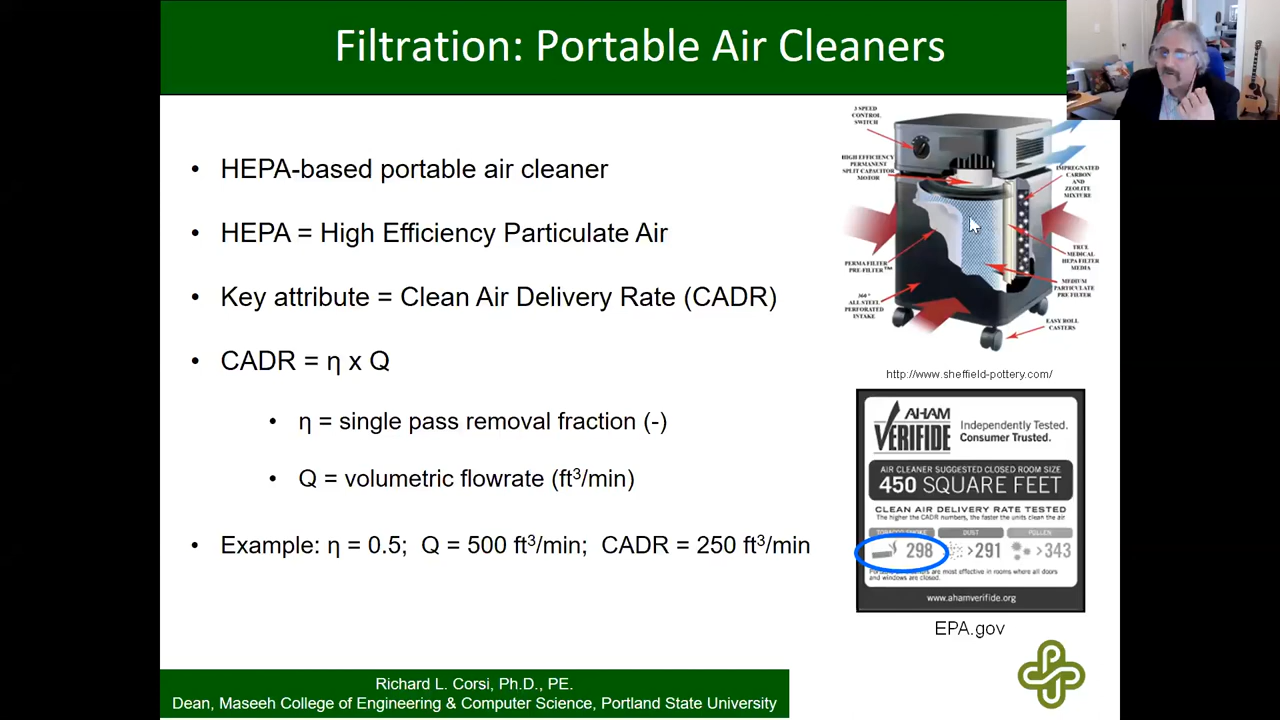 Filtration: Portable Air Cleaners
• HEPA-based portable air cleaner
• HEPA = High Efficiency Particulate Air
• Key attribute = Clean Air Delivery Rate (CADR)
• CADR = η x Q
• η = single pass removal fraction (-)
• Q = volumetric flowrate (ft³/min)
• Example: η = 0.5; Q = 500 ft³/min; CADR = 250 ft³/min
3 SPEED
CONTROL
SWITCH
HIGH EFFICIENCY
PERMANENT
SPLIT CAPACITOR
MOTOR
IMPREGNATED
CARBON
AND
ZEOLITE
MIXTURE
PERMA FILTER
PRE-FILTER™
TRUE
MEDICAL
HEPA FILTER
MEDIA
MEDIUM
PARTICULATE
PRE FILTER
360°
ALL STEEL
PERFORATED
INTAKE
EASY ROLL
CASTERS
http://www.sheffield-pottery.com/
AHAM
VERIFIDE
Independently Tested.
Consumer Trusted.
AIR CLEANER SUGGESTED CLOSED ROOM SIZE
450 SQUARE FEET
CLEAN AIR DELIVERY RATE TESTED
The higher the CADR numbers, the faster the units clean the air
TOBACCO SMOKE DUST POLLEN
298 >291 >343
Portable air cleaners are most effective in rooms where all doors
and windows are closed.
www.ahamverifide.org
EPA.gov
Richard L. Corsi, Ph.D., PE.
Dean, Maseeh College of Engineering & Computer Science, Portland State University